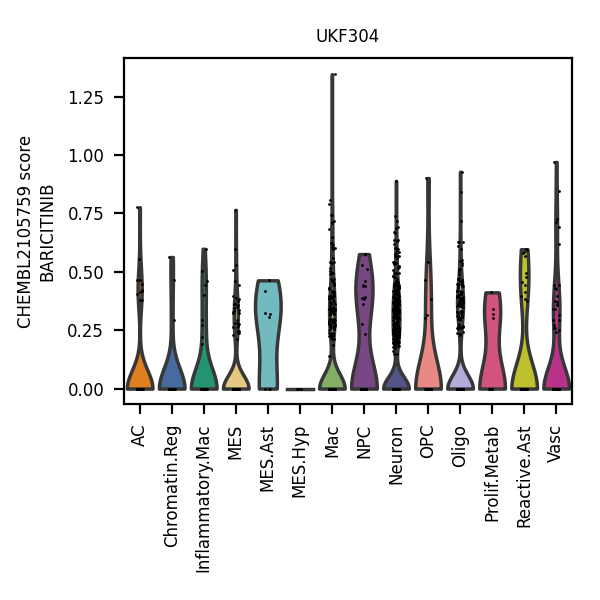 UKF304
CHEMBL2105759 score
BARICITINIB
1.25
1.00
0.75
0.50
0.25
0.00
AC
Chromatin.Reg
Inflammatory.Mac
MES
MES.Ast
MES.Hyp
Mac
NPC
Neuron
OPC
Oligo
Prolif.Metab
Reactive.Ast
Vasc